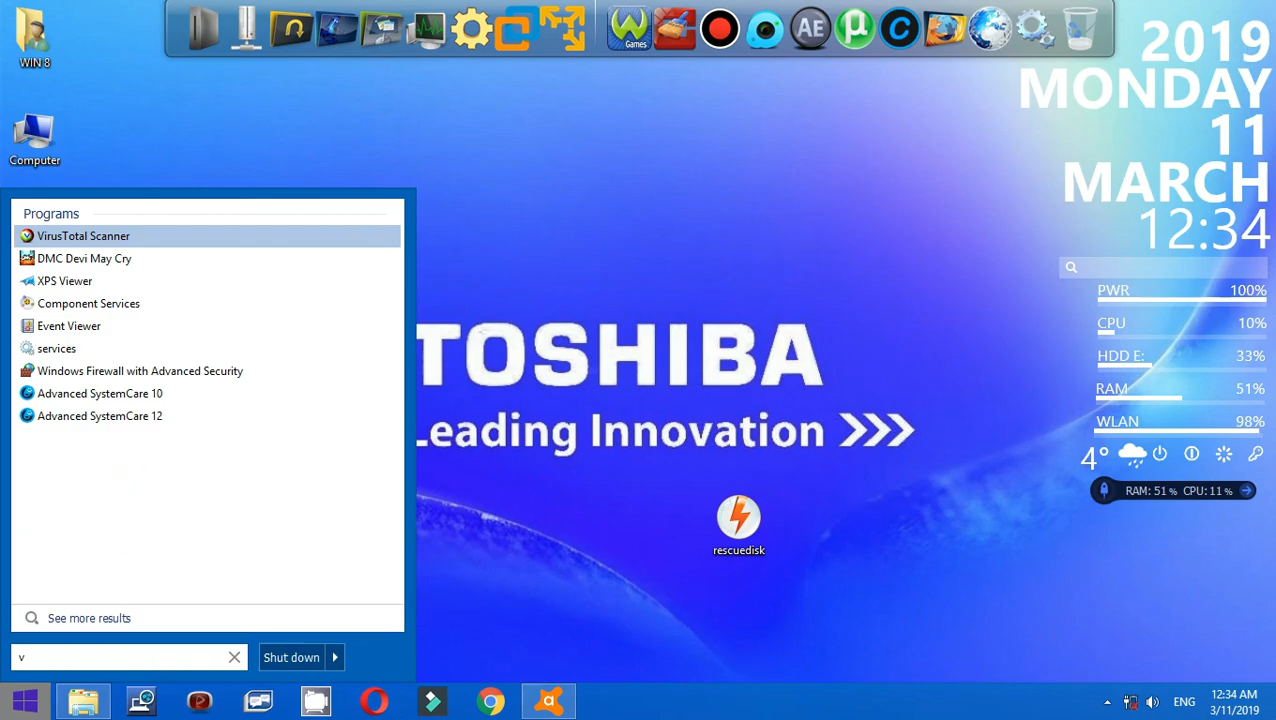 WIN 8
Computer
Games
AE
µ
C
2019
MONDAY
11
MARCH
12:34
PWR 100%
CPU 10%
HDD E: 33%
RAM 51%
WLAN 98%
4°
RAM: 51 % CPU: 11 %
Programs
VirusTotal Scanner
DMC Devi May Cry
XPS Viewer
Component Services
Event Viewer
services
Windows Firewall with Advanced Security
Advanced SystemCare 10
Advanced SystemCare 12
See more results
v
Shut down
TOSHIBA
Leading Innovation >>>
rescuedisk
ENG
12:34 AM
3/11/2019